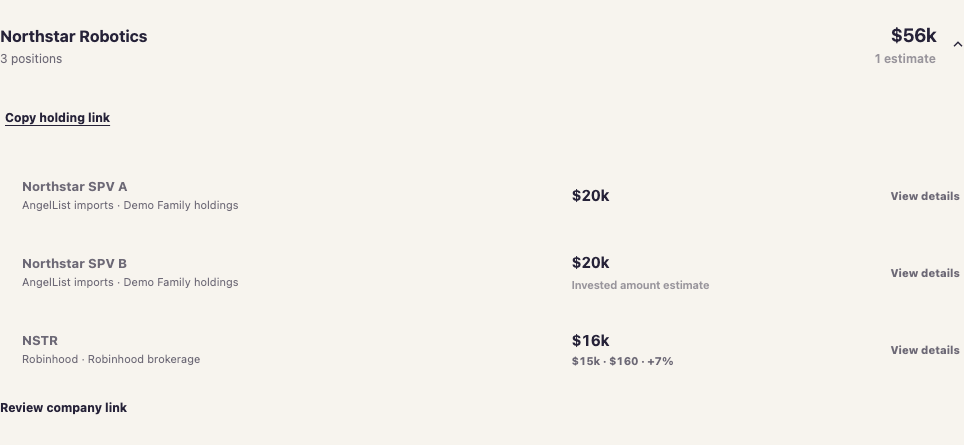 Northstar Robotics
$56k
3 positions
1 estimate
Copy holding link
Northstar SPV A
$20k
AngelList imports · Demo Family holdings
View details
Northstar SPV B
$20k
AngelList imports · Demo Family holdings
Invested amount estimate
View details
NSTR
$16k
Robinhood · Robinhood brokerage
$15k · $160 · +7%
View details
Review company link